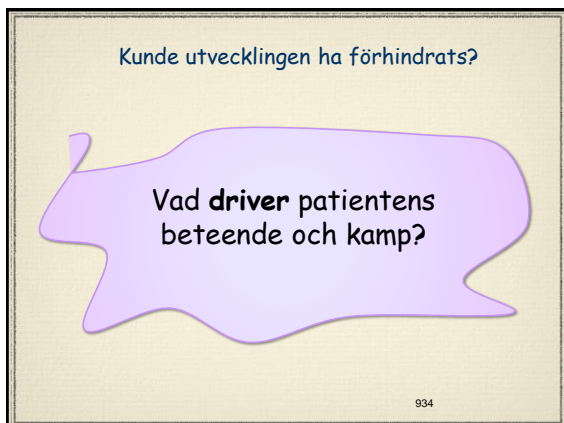 Kunde utvecklingen ha förhindrats?
Vad driver patientens
beteende och kamp?
934